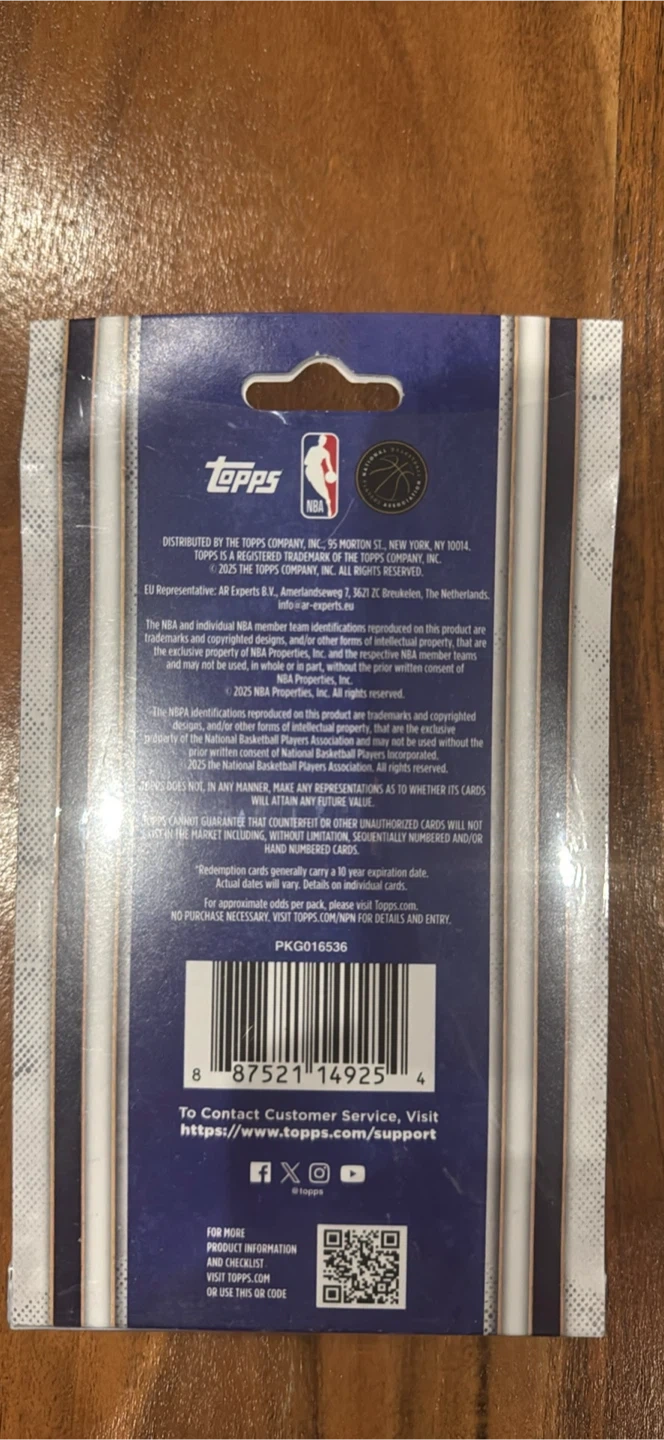 topps
NBA
NATIONAL BASKETBALL
PLAYERS ASSOCIATION
DISTRIBUTED BY THE TOPPS COMPANY, INC., 95 MORTON ST., NEW YORK, NY 10014.
TOPPS IS A REGISTERED TRADEMARK OF THE TOPPS COMPANY, INC.
© 2025 THE TOPPS COMPANY, INC. ALL RIGHTS RESERVED.
EU Representative: AR Experts B.V., Amerlandseweg 7, 3621 ZC Breukelen, The Netherlands.
info@ar-experts.eu
The NBA and individual NBA member team identifications reproduced on this product are
trademarks and copyrighted designs, and/or other forms of intellectual property, that are
the exclusive property of NBA Properties, Inc. and the respective NBA member teams
and may not be used, in whole or in part, without the prior written consent of
NBA Properties, Inc.
© 2025 NBA Properties, Inc. All rights reserved.
The NBPA identifications reproduced on this product are trademarks and copyrighted
designs, and/or other forms of intellectual property, that are the exclusive
property of the National Basketball Players Association and may not be used without the
prior written consent of National Basketball Players Incorporated.
2025 the National Basketball Players Association. All rights reserved.
TOPPS DOES NOT, IN ANY MANNER, MAKE ANY REPRESENTATIONS AS TO WHETHER ITS CARDS
WILL ATTAIN ANY FUTURE VALUE.
TOPPS CANNOT GUARANTEE THAT COUNTERFEIT OR OTHER UNAUTHORIZED CARDS WILL NOT
EXIST IN THE MARKET INCLUDING, WITHOUT LIMITATION, SEQUENTIALLY NUMBERED AND/OR
HAND NUMBERED CARDS.
*Redemption cards generally carry a 10 year expiration date.
Actual dates will vary. Details on individual cards.
For approximate odds per pack, please visit Topps.com.
NO PURCHASE NECESSARY. VISIT TOPPS.COM/NPN FOR DETAILS AND ENTRY.
PKG016536
8 87521 14925 4
To Contact Customer Service, Visit
https://www.topps.com/support
@topps
FOR MORE
PRODUCT INFORMATION
AND CHECKLIST
VISIT TOPPS.COM
OR USE THIS QR CODE